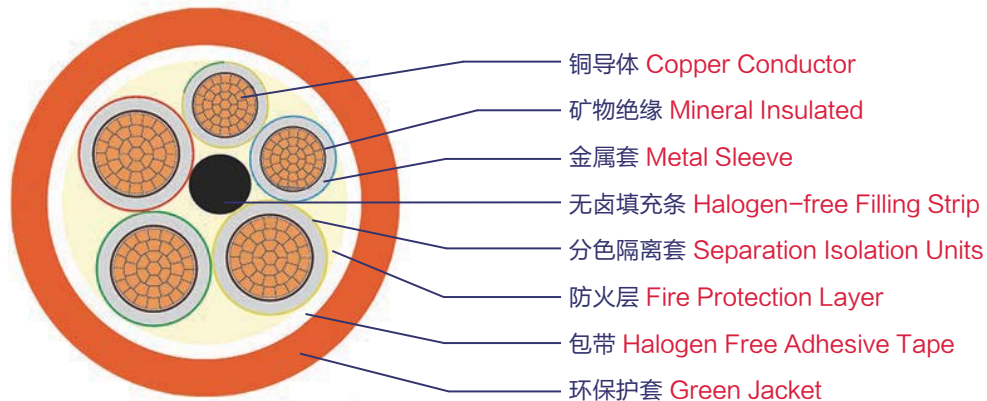 铜导体 Copper Conductor
矿物绝缘 Mineral Insulated
金属套 Metal Sleeve
无卤填充条 Halogen-free Filling Strip
分色隔离套 Separation Isolation Units
防火层 Fire Protection Layer
包带 Halogen Free Adhesive Tape
环保护套 Green Jacket